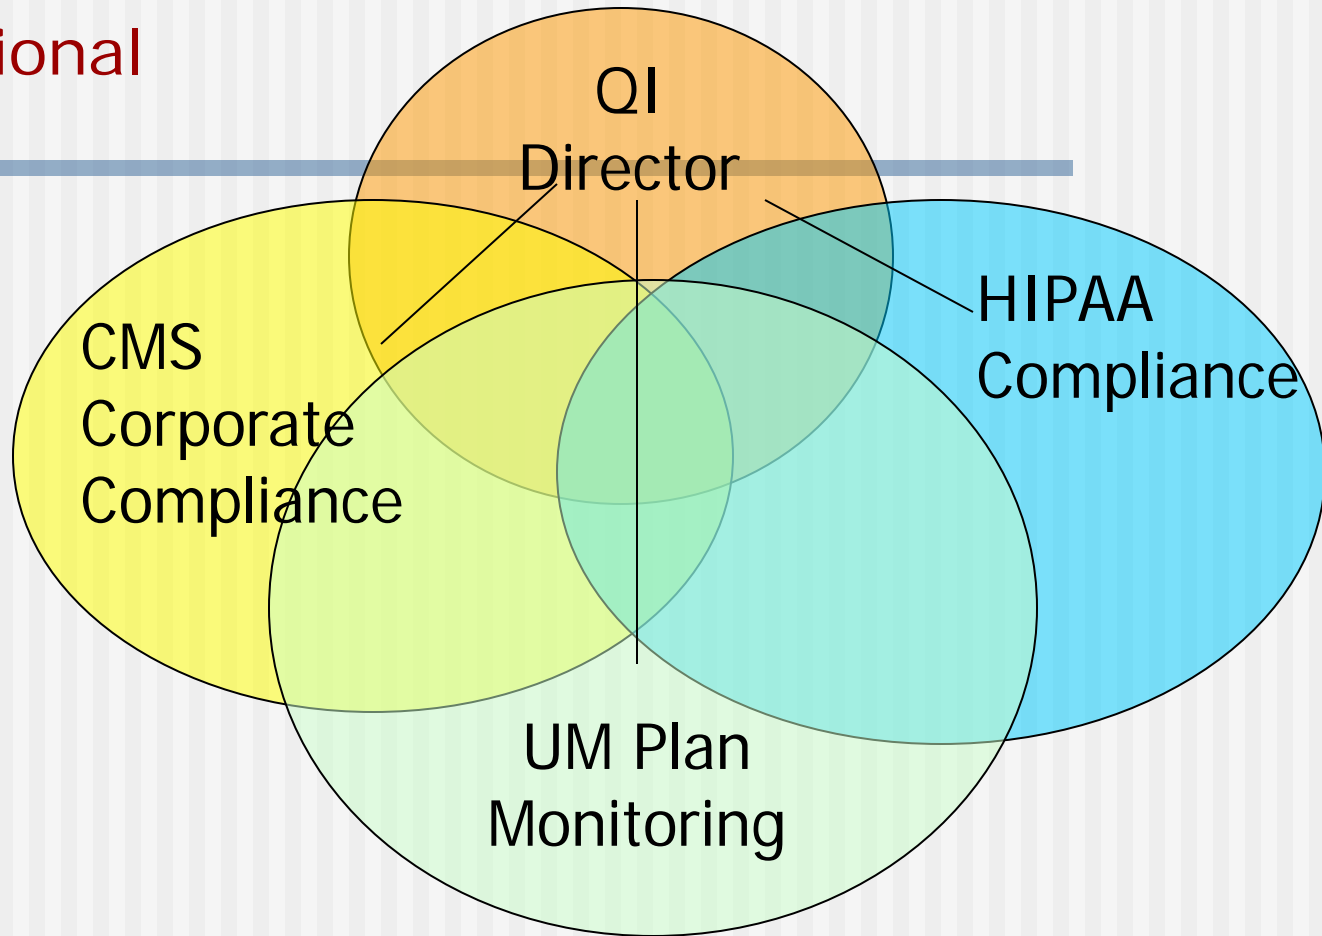 ional
QI
Director
HIPAA
Compliance
CMS
Corporate
Compliance
UM Plan
Monitoring